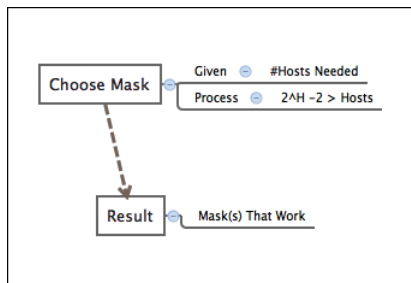 Given #Hosts Needed
Choose Mask
Process 2^H -2 > Hosts
Result
Mask(s) That Work